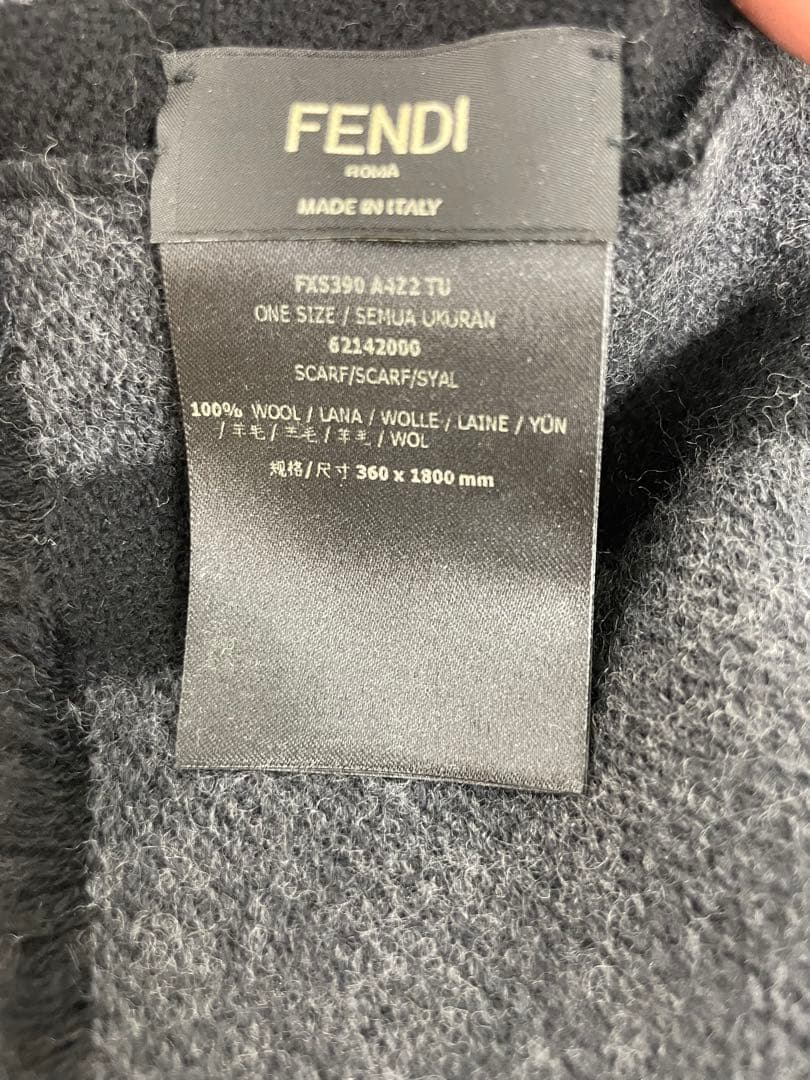 FENDI
ROMA
MADE IN ITALY
FXS390 A4Z2 TU
ONE SIZE / SEMUA UKURAN
62142000
SCARF/SCARF/SYAL
100% WOOL / LANA / WOLLE / LAINE / YÜN
/ 羊毛 / 羊毛 / 羊毛 / WOL
规格/尺寸 360 x 1800 mm